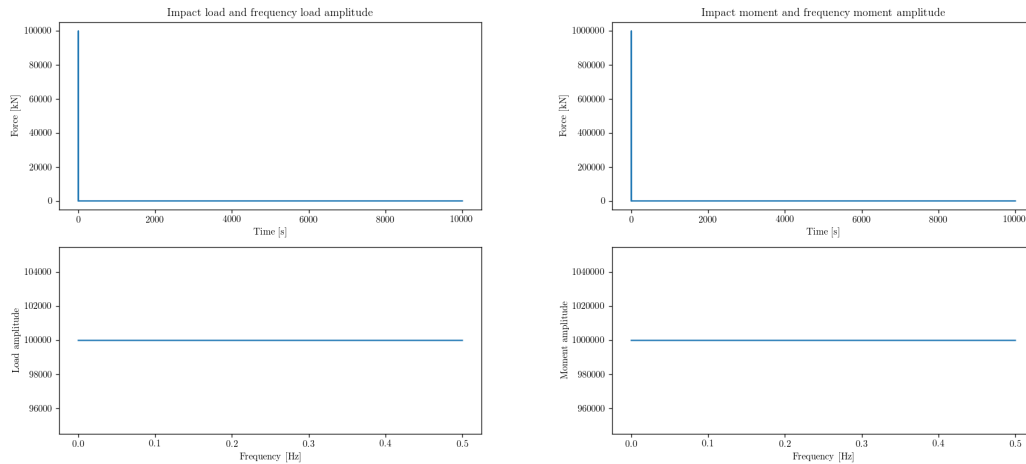 Impact load and frequency load amplitude
Force [kN]
100000
80000
60000
40000
20000
0
0 2000 4000 6000 8000 10000
Time [s]
Load amplitude
104000
102000
100000
98000
96000
0.0 0.1 0.2 0.3 0.4 0.5
Frequency [Hz]
Impact moment and frequency moment amplitude
Force [kN]
1000000
800000
600000
400000
200000
0
0 2000 4000 6000 8000 10000
Time [s]
Moment amplitude
1040000
1020000
1000000
980000
960000
0.0 0.1 0.2 0.3 0.4 0.5
Frequency [Hz]